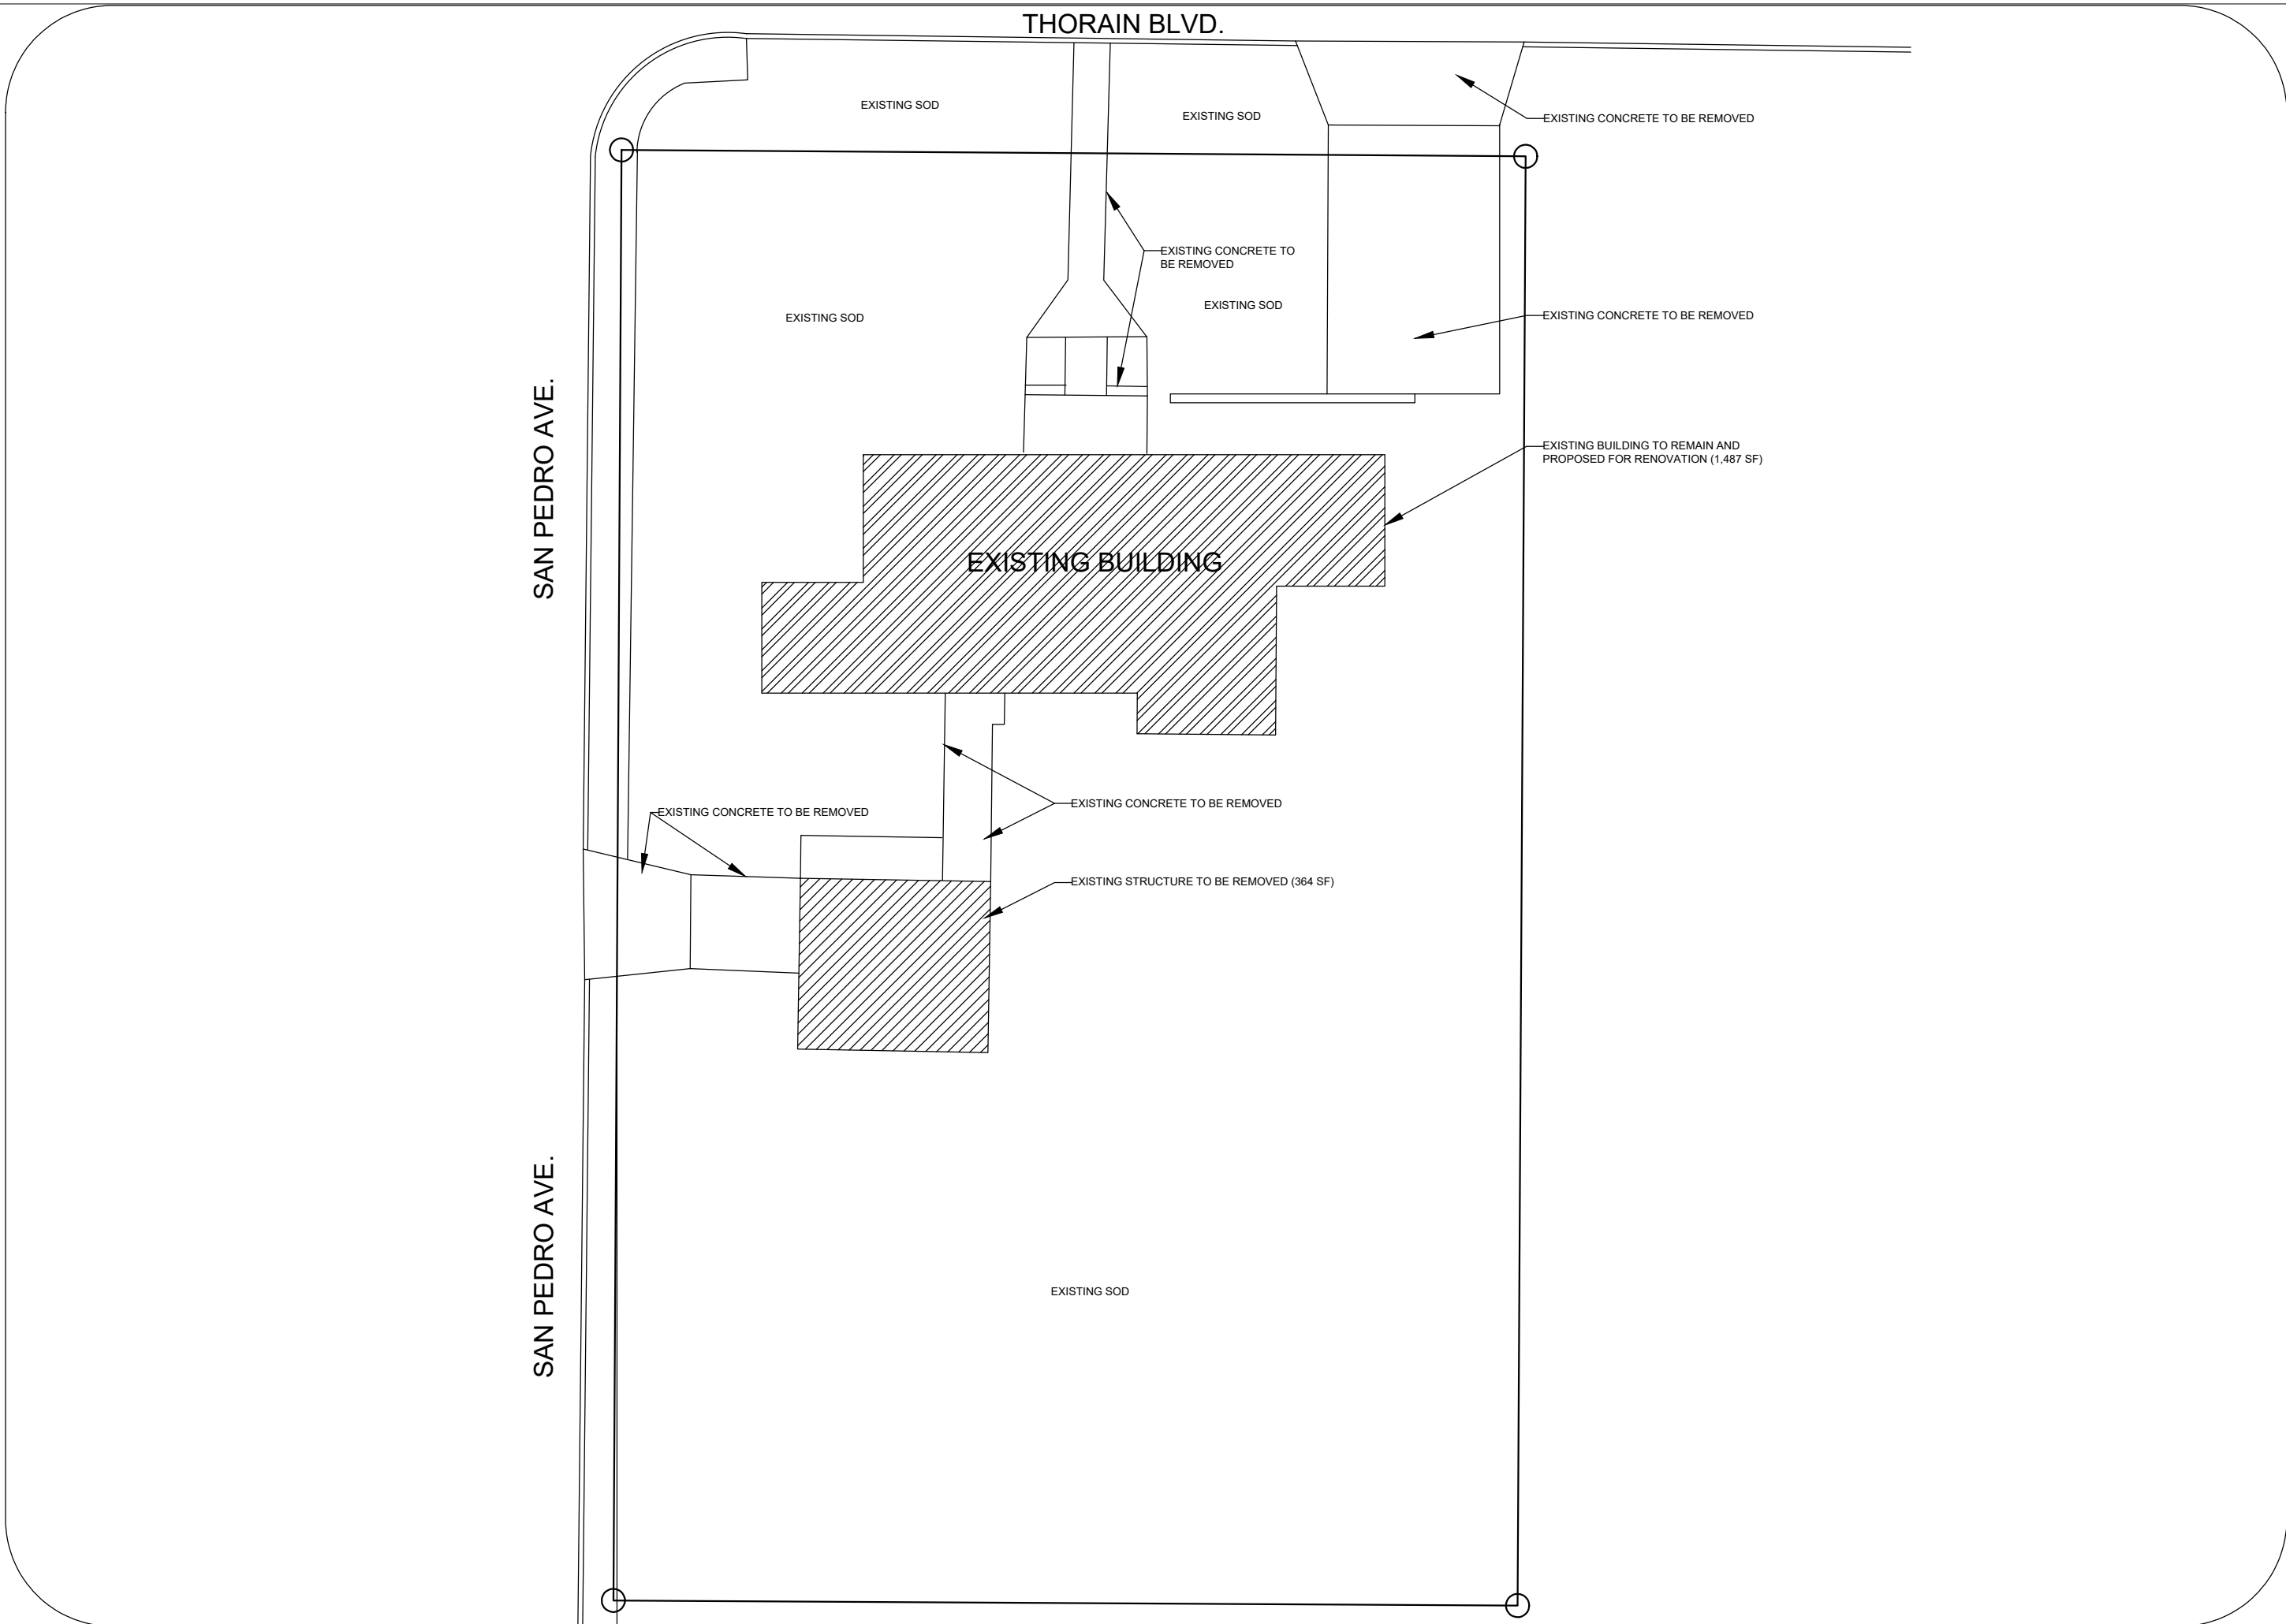 THORAIN BLVD.
EXISTING SOD
EXISTING SOD
EXISTING CONCRETE TO BE REMOVED
EXISTING CONCRETE TO
BE REMOVED
EXISTING SOD
EXISTING SOD
EXISTING CONCRETE TO BE REMOVED
SAN PEDRO AVE.
EXISTING BUILDING TO REMAIN AND
PROPOSED FOR RENOVATION (1,487 SF)
EXISTING BUILDING
EXISTING CONCRETE TO BE REMOVED
EXISTING CONCRETE TO BE REMOVED
EXISTING STRUCTURE TO BE REMOVED (364 SF)
SAN PEDRO AVE.
EXISTING SOD